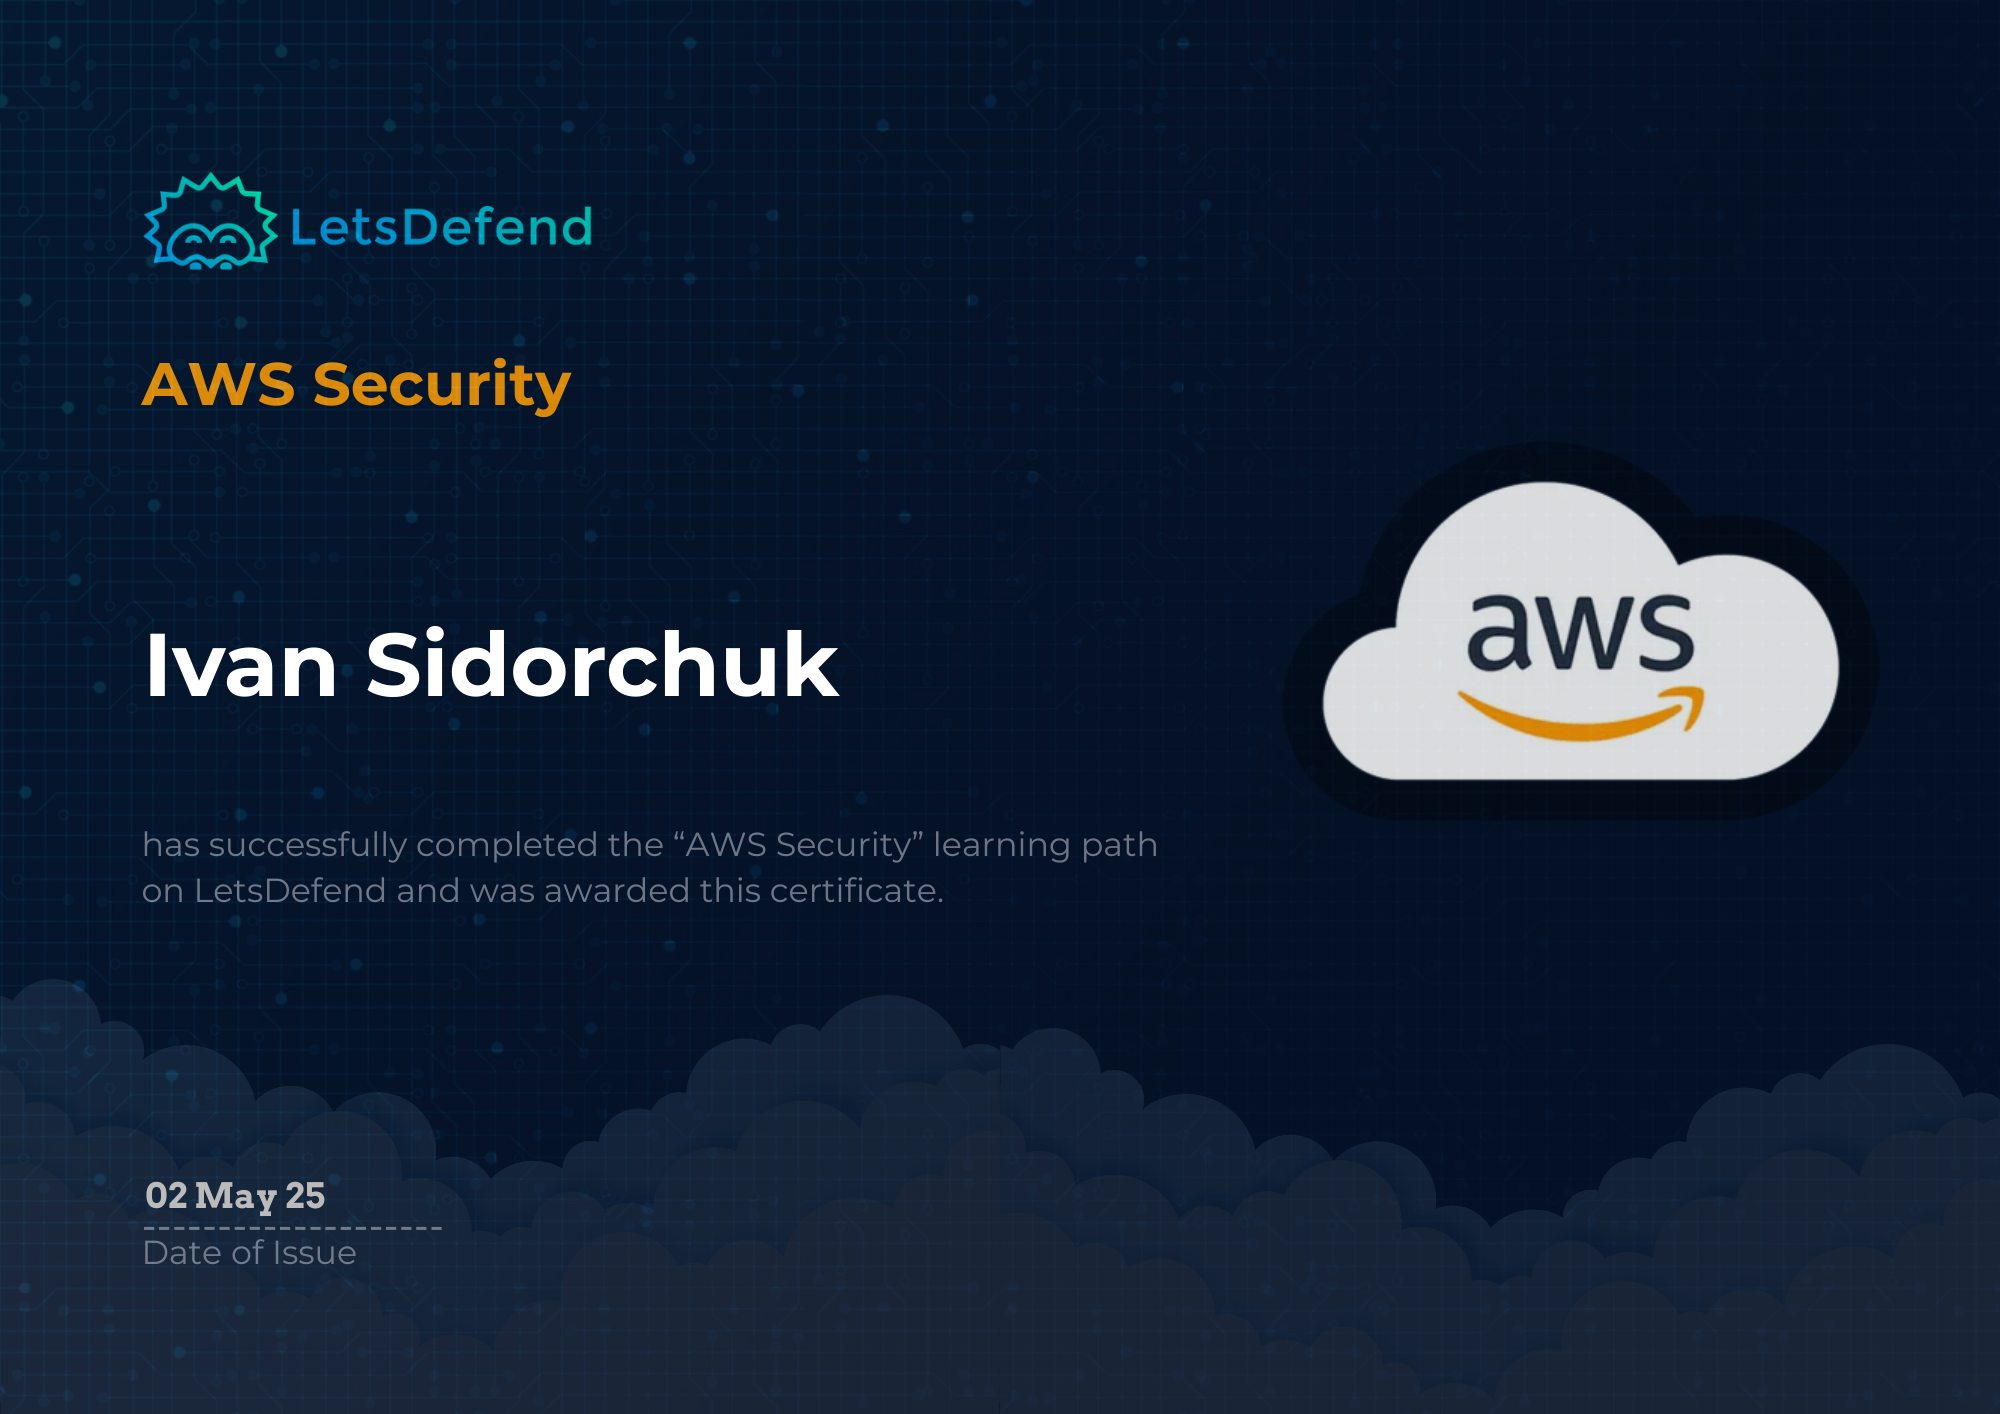 LetsDefend
AWS Security
Ivan Sidorchuk
aws
has successfully completed the “AWS Security” learning path
on LetsDefend and was awarded this certificate.
02 May 25
Date of Issue